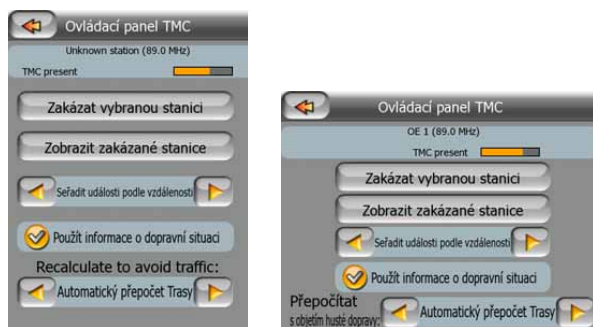 Ovládací panel TMC
Unknown station (89.0 MHz)
TMC present
Zakázat vybranou stanici
Zobrazit zakázané stanice
Seřadit události podle vzdálenosti
Použít informace o dopravní situaci
Recalculate to avoid traffic:
Automatický přepočet Trasy
Ovládací panel TMC
OE 1 (89.0 MHz)
TMC present
Zakázat vybranou stanici
Zobrazit zakázané stanice
Seřadit události podle vzdálenosti
Použít informace o dopravní situaci
Přepočítat
s objetím husté dopravy:
Automatický přepočet Trasy